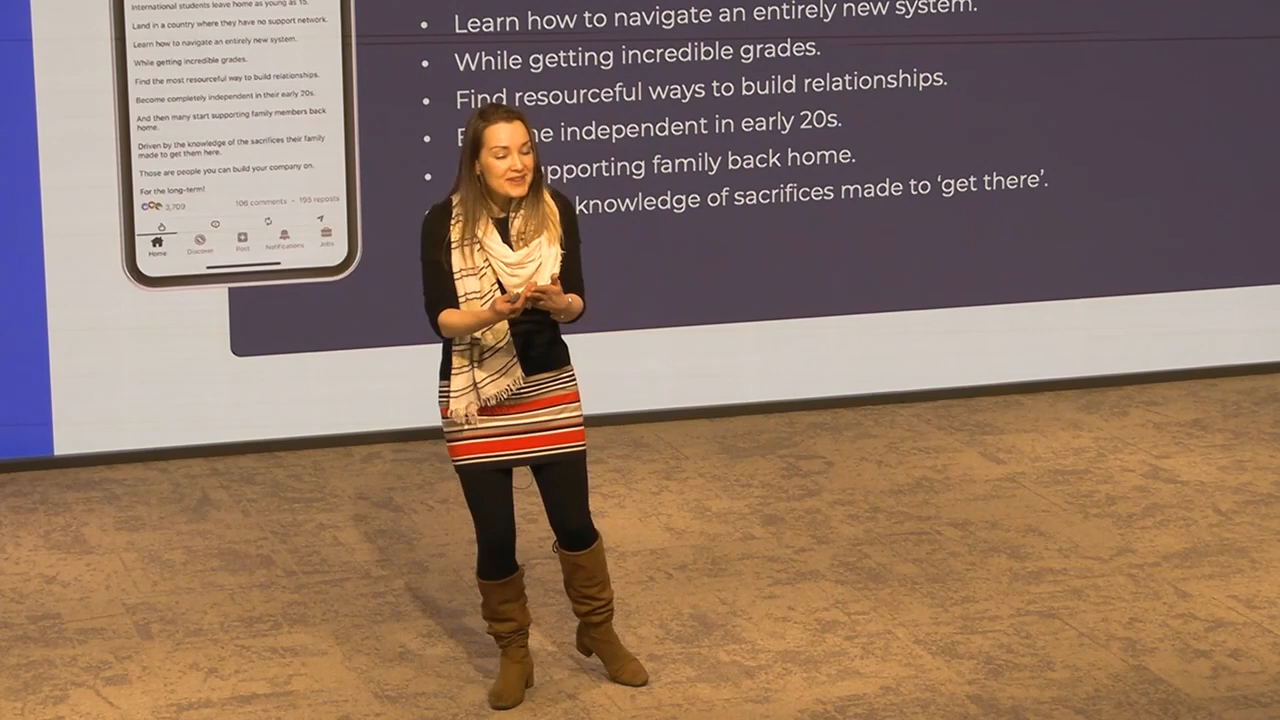 International students leave home as young as 15.
Land in a country where they have no support network.
Learn how to navigate an entirely new system.
While getting incredible grades.
Find the most resourceful way to build relationships.
Become completely independent in their early 20s.
And then many start supporting family members back
home.
Driven by the knowledge of the sacrifices their family
made to get them here.
Those are people you can build your company on.
For the long-term!
3,709
106 comments • 195 reposts
Home
Discover
Post
Notifications
Jobs
• Learn how to navigate an entirely new system.
• While getting incredible grades.
• Find resourceful ways to build relationships.
• independent in early 20s.
• family back home.
knowledge of sacrifices made to ‘get there’.